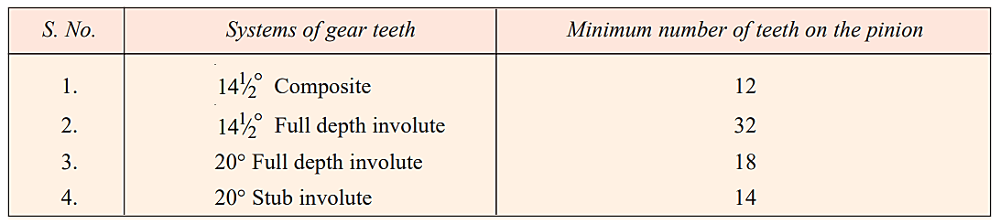 S. No. Systems of gear teeth Minimum number of teeth on the pinion
1. 14½° Composite 12
2. 14½° Full depth involute 32
3. 20° Full depth involute 18
4. 20° Stub involute 14